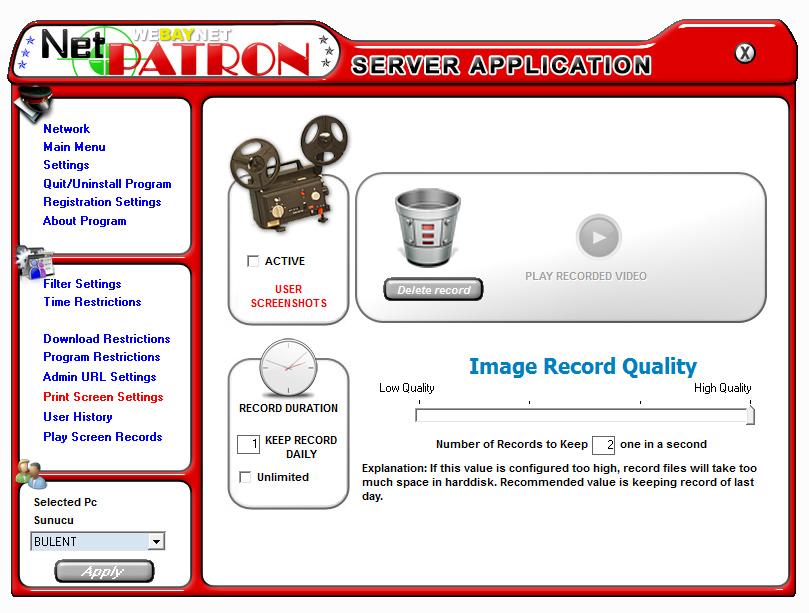 WEBAYNET
Net PATRON
SERVER APPLICATION
X
Network
Main Menu
Settings
Quit/Uninstall Program
Registration Settings
About Program
Filter Settings
Time Restrictions
Download Restrictions
Program Restrictions
Admin URL Settings
Print Screen Settings
User History
Play Screen Records
Selected Pc
Sunucu
BULENT
Apply
ACTIVE
USER
SCREENSHOTS
Delete record
PLAY RECORDED VIDEO
RECORD DURATION
1 KEEP RECORD
DAILY
Unlimited
Image Record Quality
Low Quality High Quality
Number of Records to Keep 2 one in a second
Explanation: If this value is configured too high, record files will take too
much space in harddisk. Recommended value is keeping record of last
day.